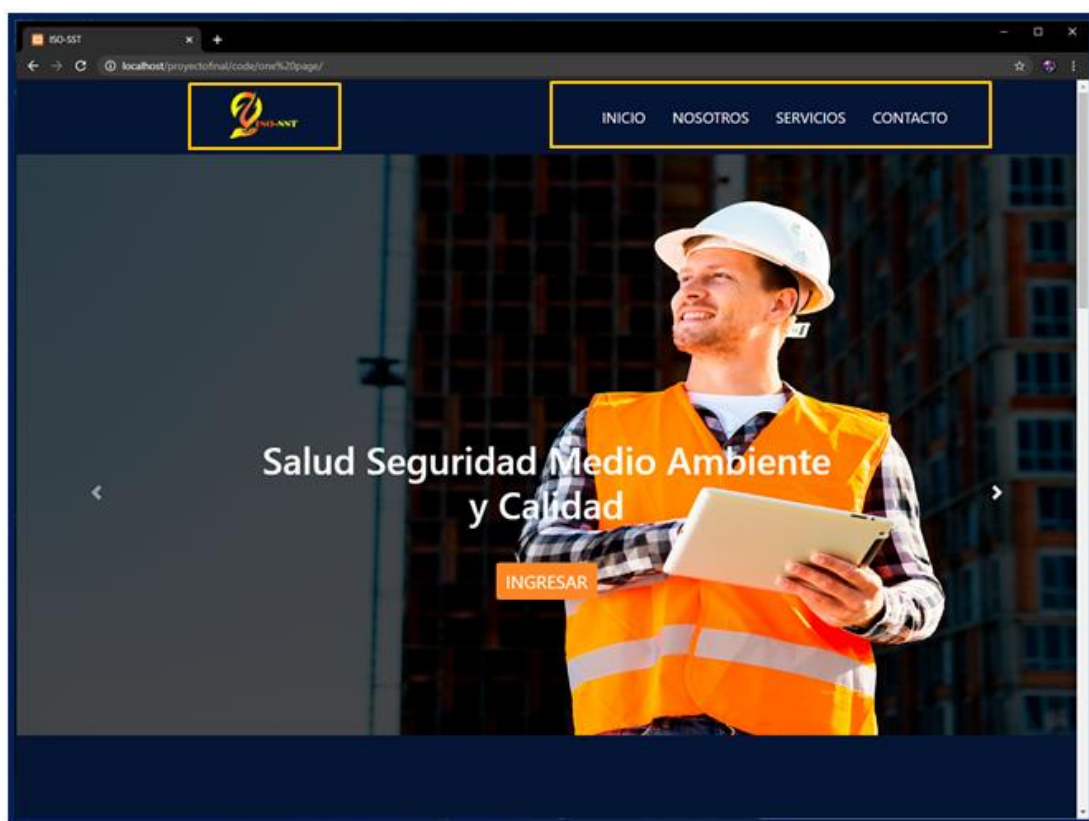 ISO-SST
localhost/proyectofinal/code/one%20page/
ISO-SST
INICIO NOSOTROS SERVICIOS CONTACTO
Salud Seguridad Medio Ambiente
y Calidad
INGRESAR